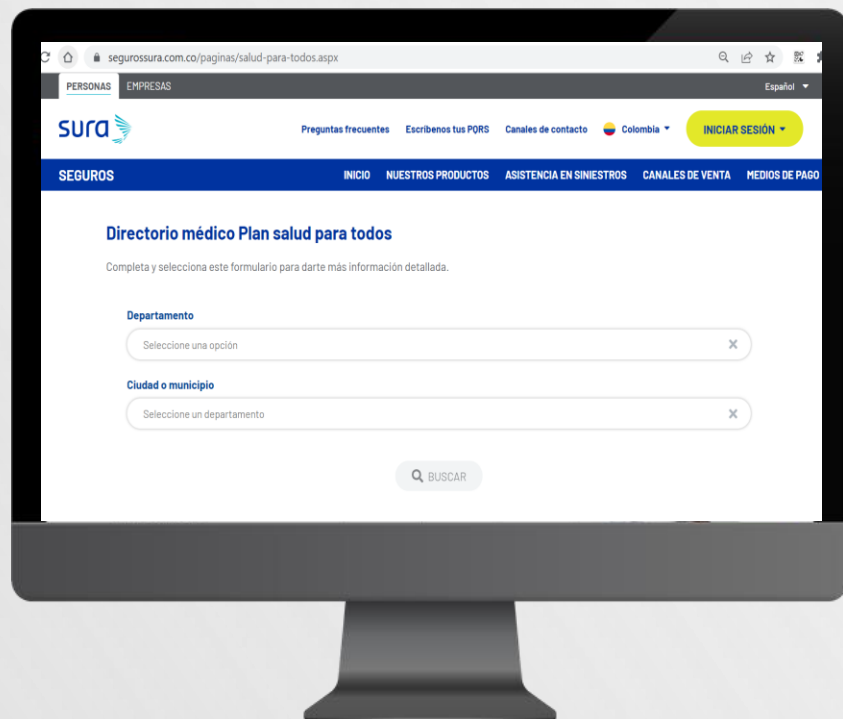 segurossura.com.co/paginas/salud-para-todos.aspx
PERSONAS EMPRESAS Español
sura Preguntas frecuentes Escríbenos tus PQRS Canales de contacto Colombia INICIAR SESIÓN
SEGUROS INICIO NUESTROS PRODUCTOS ASISTENCIA EN SINIESTROS CANALES DE VENTA MEDIOS DE PAGO
Directorio médico Plan salud para todos
Completa y selecciona este formulario para darte más información detallada.
Departamento
Seleccione una opción
Ciudad o municipio
Seleccione un departamento
BUSCAR